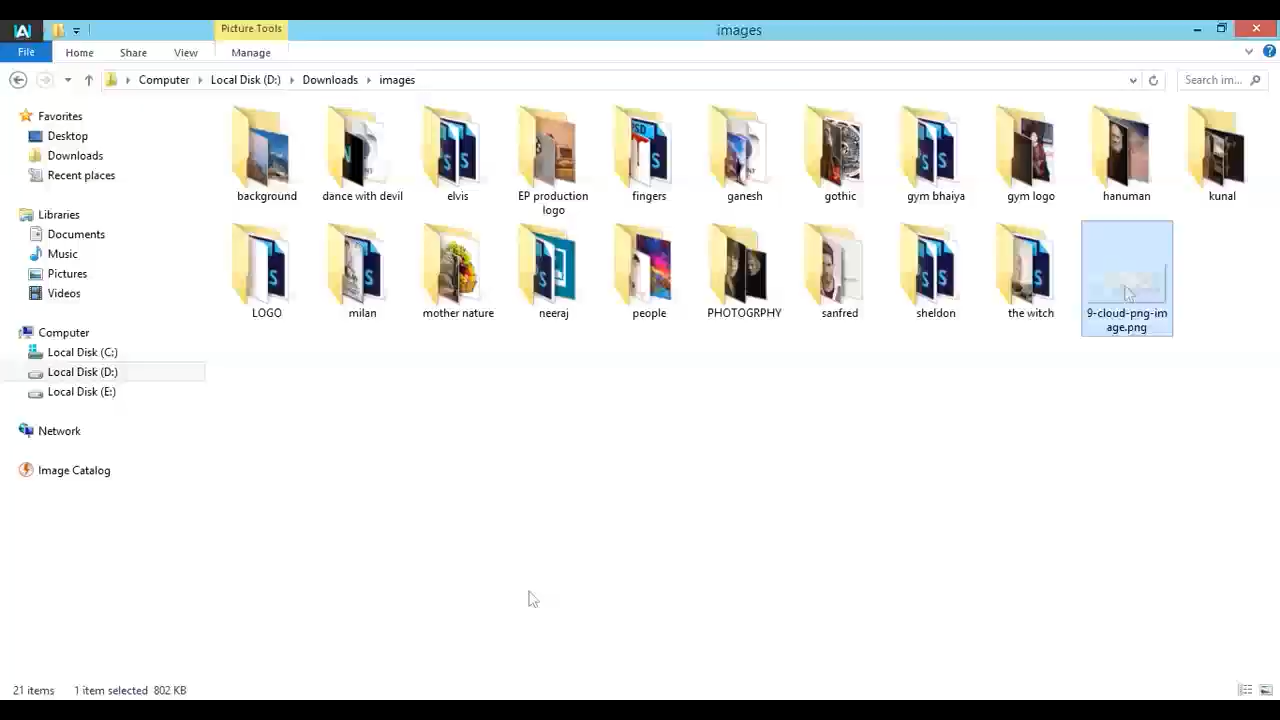 Picture Tools
images
File Home Share View Manage
Computer Local Disk (D:) Downloads images
Search im...
Favorites
Desktop
Downloads
Recent places
Libraries
Documents
Music
Pictures
Videos
Computer
Local Disk (C:)
Local Disk (D:)
Local Disk (E:)
Network
Image Catalog
background dance with devil elvis EP production fingers ganesh gothic gym bhaiya gym logo hanuman kunal
logo
LOGO milan mother nature neeraj people PHOTOGRPHY sanfred sheldon the witch 9-cloud-png-im
age.png
21 items 1 item selected 802 KB